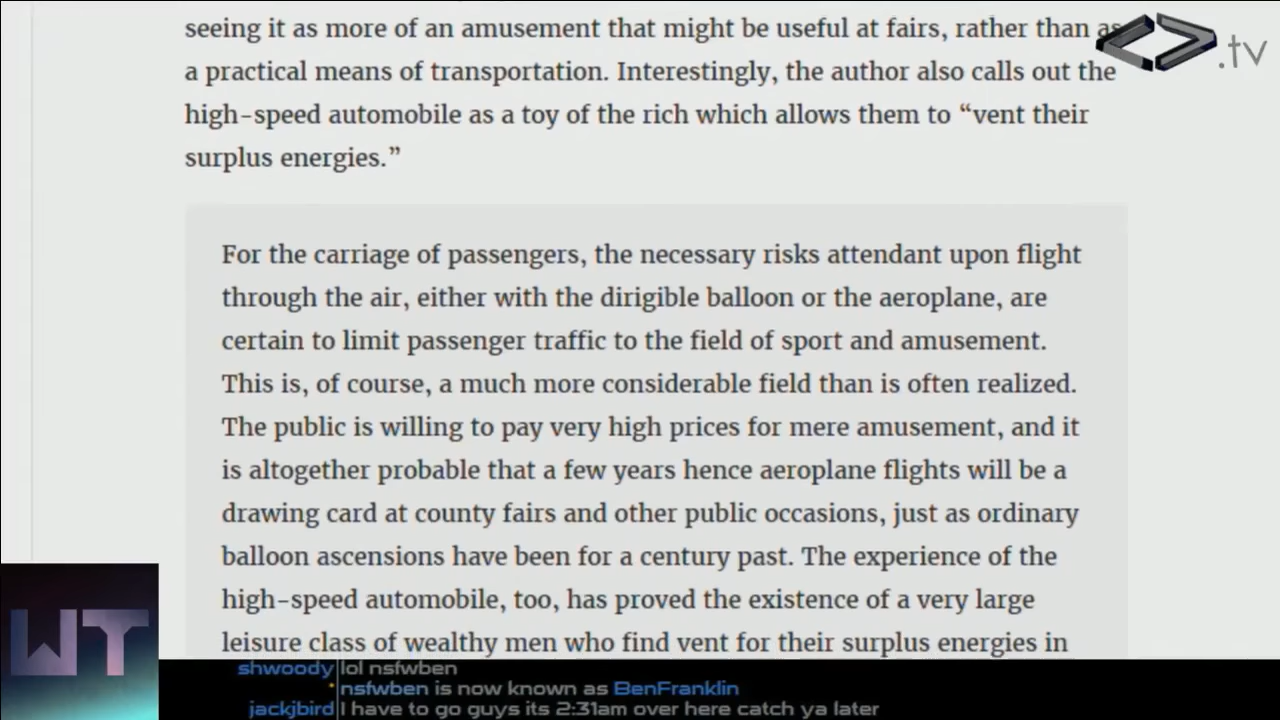 seeing it as more of an amusement that might be useful at fairs, rather than as
a practical means of transportation. Interestingly, the author also calls out the
high-speed automobile as a toy of the rich which allows them to “vent their
surplus energies.”
<>.tv
For the carriage of passengers, the necessary risks attendant upon flight
through the air, either with the dirigible balloon or the aeroplane, are
certain to limit passenger traffic to the field of sport and amusement.
This is, of course, a much more considerable field than is often realized.
The public is willing to pay very high prices for mere amusement, and it
is altogether probable that a few years hence aeroplane flights will be a
drawing card at county fairs and other public occasions, just as ordinary
balloon ascensions have been for a century past. The experience of the
high-speed automobile, too, has proved the existence of a very large
leisure class of wealthy men who find vent for their surplus energies in
WT
shwoody lol nsfwben
nsfwben is now known as BenFranklin
jackjbird I have to go guys its 2:31am over here catch ya later